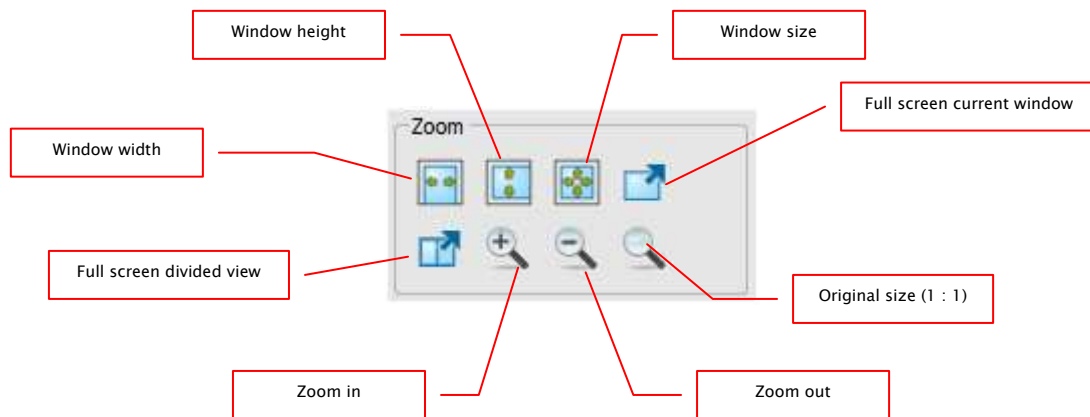 Window height
Window size
Full screen current window
Zoom
Window width
Full screen divided view
Original size (1 : 1)
Zoom in
Zoom out